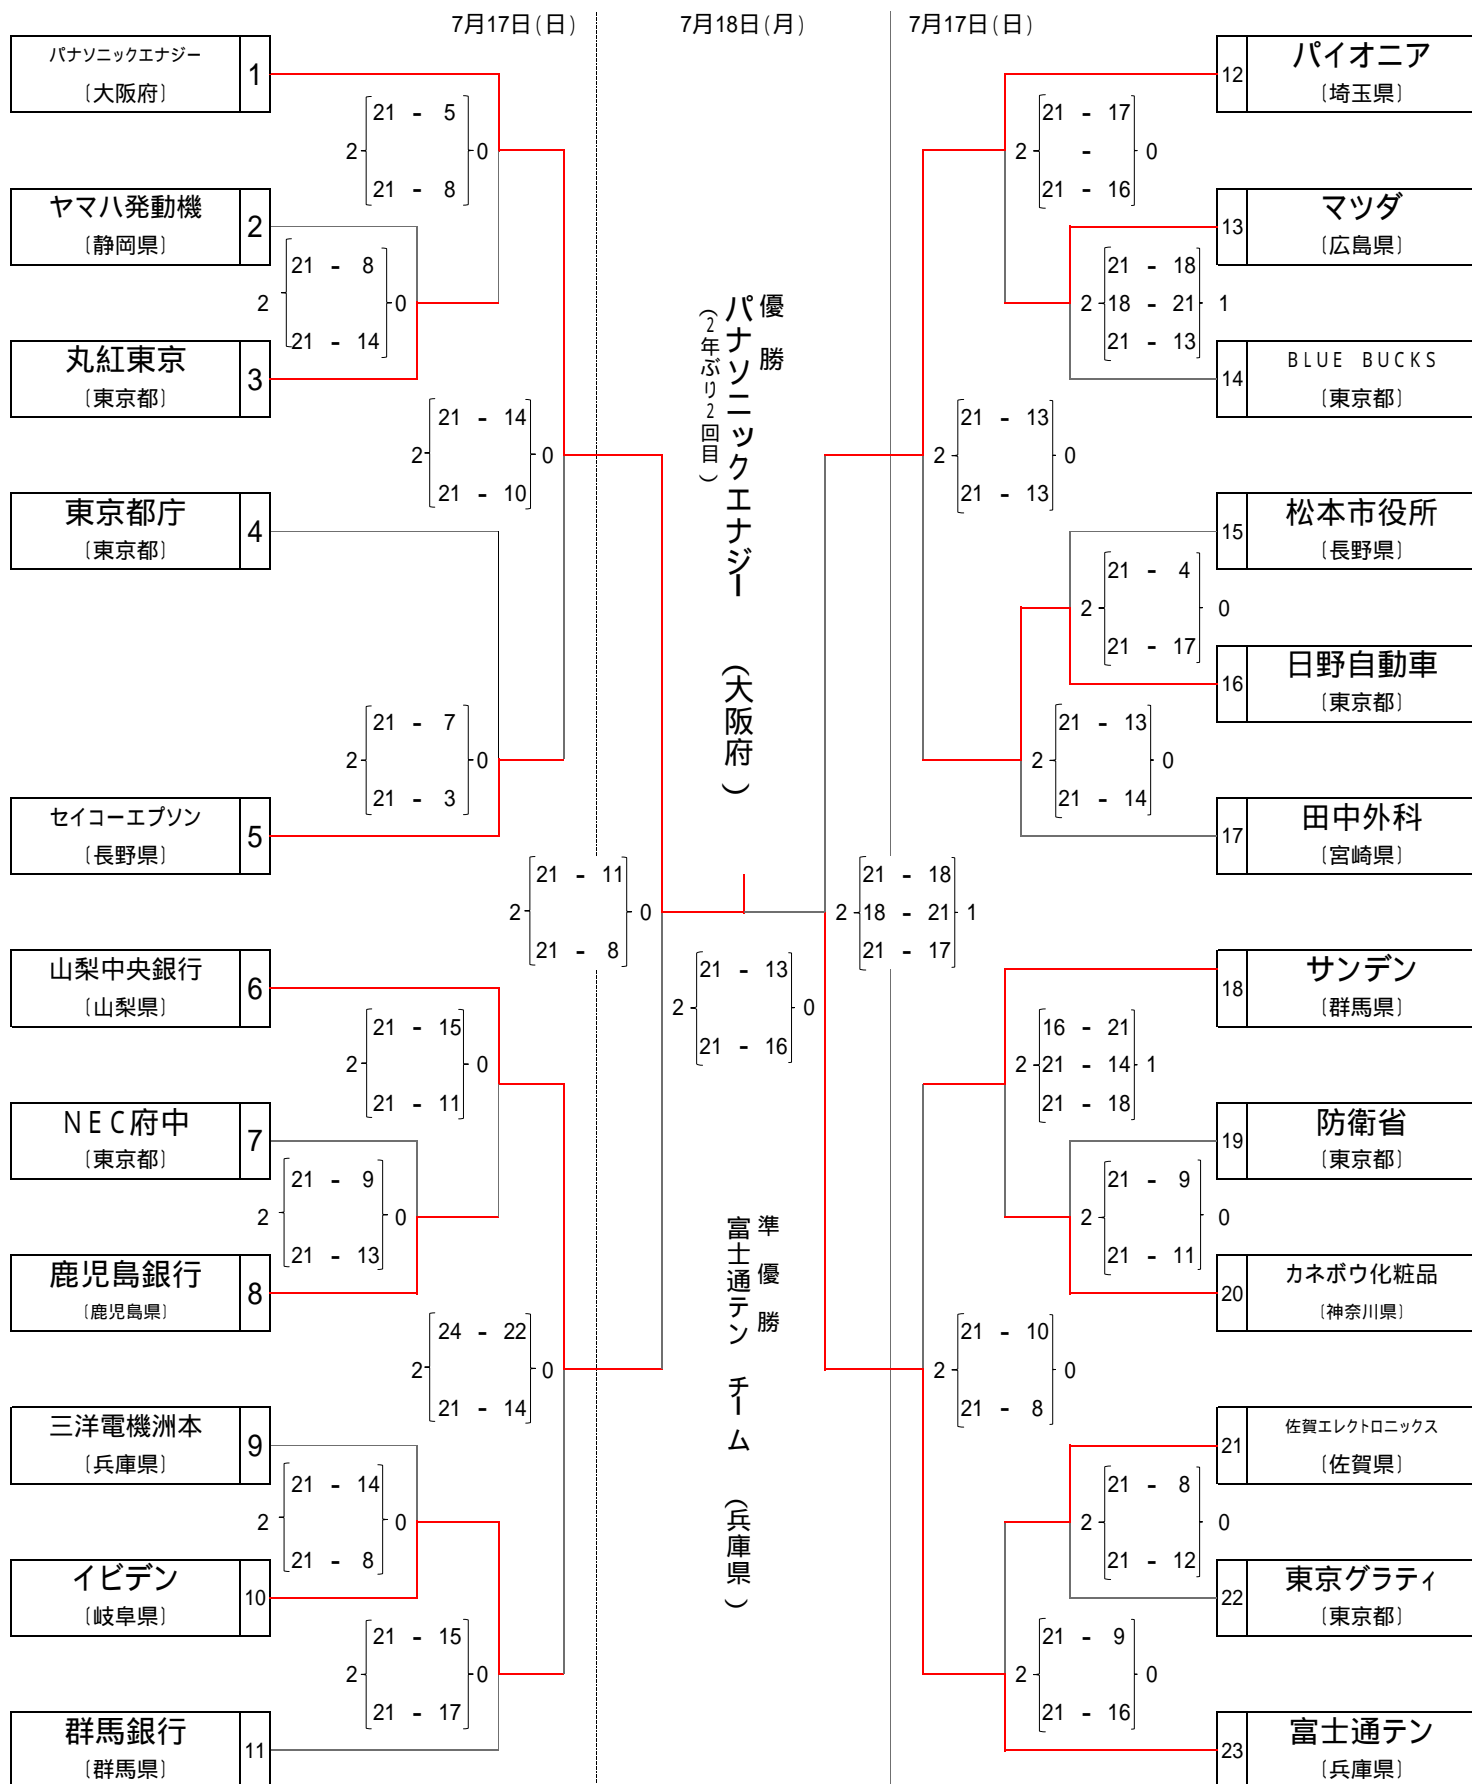 7月17日(日)
7月18日(月)
7月17日(日)
パナソニックエナジー
〔大阪府〕
1
21 - 5
2 0
21 - 8
ヤマハ発動機
〔静岡県〕
2
21 - 8
2 0
21 - 14
丸紅東京
〔東京都〕
3
21 - 14
2 0
21 - 10
東京都庁
〔東京都〕
4
21 - 7
2 0
21 - 3
セイコーエプソン
〔長野県〕
5
21 - 11
2 0
21 - 8
山梨中央銀行
〔山梨県〕
6
21 - 15
2 0
21 - 11
NEC府中
〔東京都〕
7
21 - 9
2 0
21 - 13
鹿児島銀行
〔鹿児島県〕
8
24 - 22
2 0
21 - 14
三洋電機洲本
〔兵庫県〕
9
21 - 14
2 0
21 - 8
イビデン
〔岐阜県〕
10
21 - 15
2 0
21 - 17
群馬銀行
〔群馬県〕
11
優勝
パナソニックエナジー (大阪府)
(2年ぶり2回目)
21 - 13
2 0
21 - 16
準優勝
富士通テン チーム (兵庫県)
12
パイオニア
〔埼玉県〕
21 - 17
2 - 0
21 - 16
13
マツダ
〔広島県〕
21 - 18
2 18 - 21 1
21 - 13
14
BLUE BUCKS
〔東京都〕
21 - 13
2 0
21 - 13
15
松本市役所
〔長野県〕
21 - 4
2 0
21 - 17
16
日野自動車
〔東京都〕
21 - 13
2 0
21 - 14
17
田中外科
〔宮崎県〕
21 - 18
2 18 - 21 1
21 - 17
18
サンデン
〔群馬県〕
16 - 21
2 21 - 14 1
21 - 18
19
防衛省
〔東京都〕
21 - 9
2 0
21 - 11
20
カネボウ化粧品
〔神奈川県〕
21 - 10
2 0
21 - 8
21
佐賀エレクトロニックス
〔佐賀県〕
21 - 8
2 0
21 - 12
22
東京グラティ
〔東京都〕
21 - 9
2 0
21 - 16
23
富士通テン
〔兵庫県〕